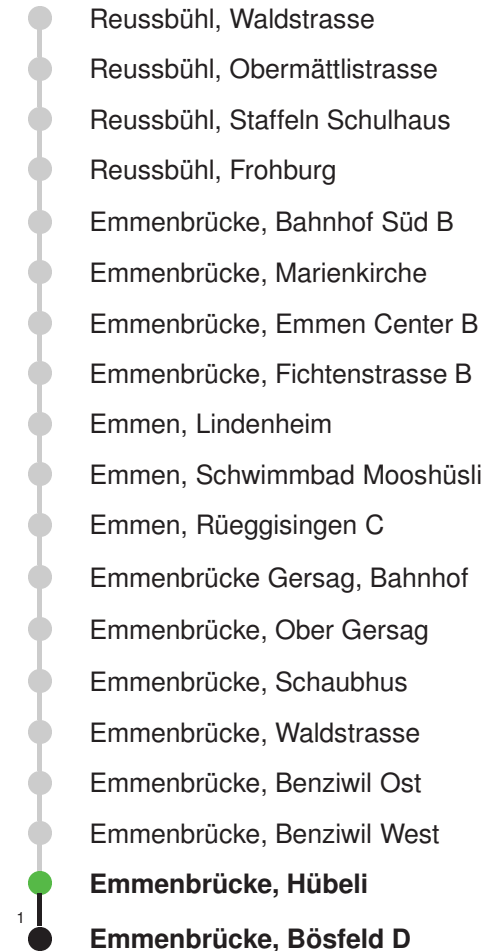 Reussbühl, Waldstrasse
Reussbühl, Obermättlistrasse
Reussbühl, Staffeln Schulhaus
Reussbühl, Frohburg
Emmenbrücke, Bahnhof Süd B
Emmenbrücke, Marienkirche
Emmenbrücke, Emmen Center B
Emmenbrücke, Fichtenstrasse B
Emmen, Lindenheim
Emmen, Schwimmbad Mooshüsli
Emmen, Rüeggisingen C
Emmenbrücke Gersag, Bahnhof
Emmenbrücke, Ober Gersag
Emmenbrücke, Schaubhus
Emmenbrücke, Waldstrasse
Emmenbrücke, Benziwil Ost
Emmenbrücke, Benziwil West
Emmenbrücke, Hübeli
1
Emmenbrücke, Bösfeld D